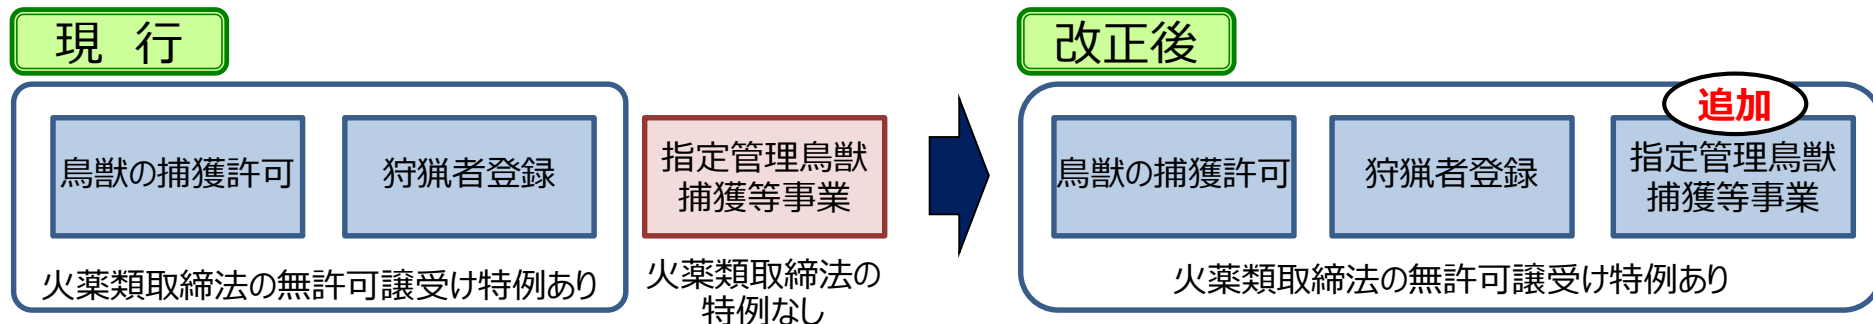 現　行
鳥獣の捕獲許可
狩猟者登録
火薬類取締法の無許可譲受け特例あり
指定管理鳥獣
捕獲等事業
火薬類取締法の
特例なし
改正後
追加
鳥獣の捕獲許可
狩猟者登録
指定管理鳥獣
捕獲等事業
火薬類取締法の無許可譲受け特例あり